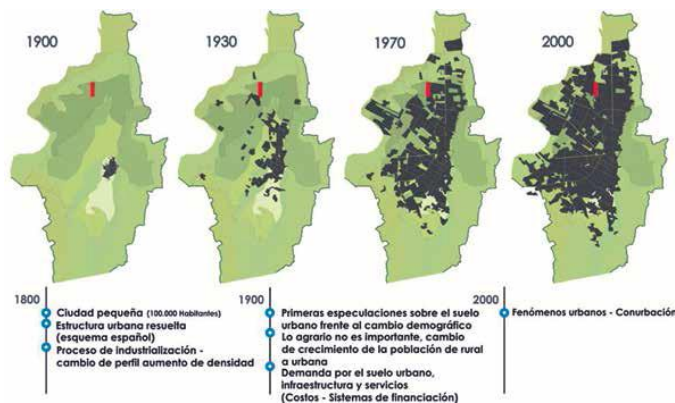 1900
1930
1970
2000
1800
Ciudad pequeña (100.000 Habitantes)
Estructura urbana resuelta
(esquema español)
Proceso de industrialización -
cambio de perfil aumento de densidad
1900
Primeras especulaciones sobre el suelo
urbano frente al cambio demográfico
Lo agrario no es importante, cambio
de crecimiento de la población de rural
a urbana
Demanda por el suelo urbano,
infraestructura y servicios
(Costos - Sistemas de financiación)
2000
Fenómenos urbanos - Conurbación